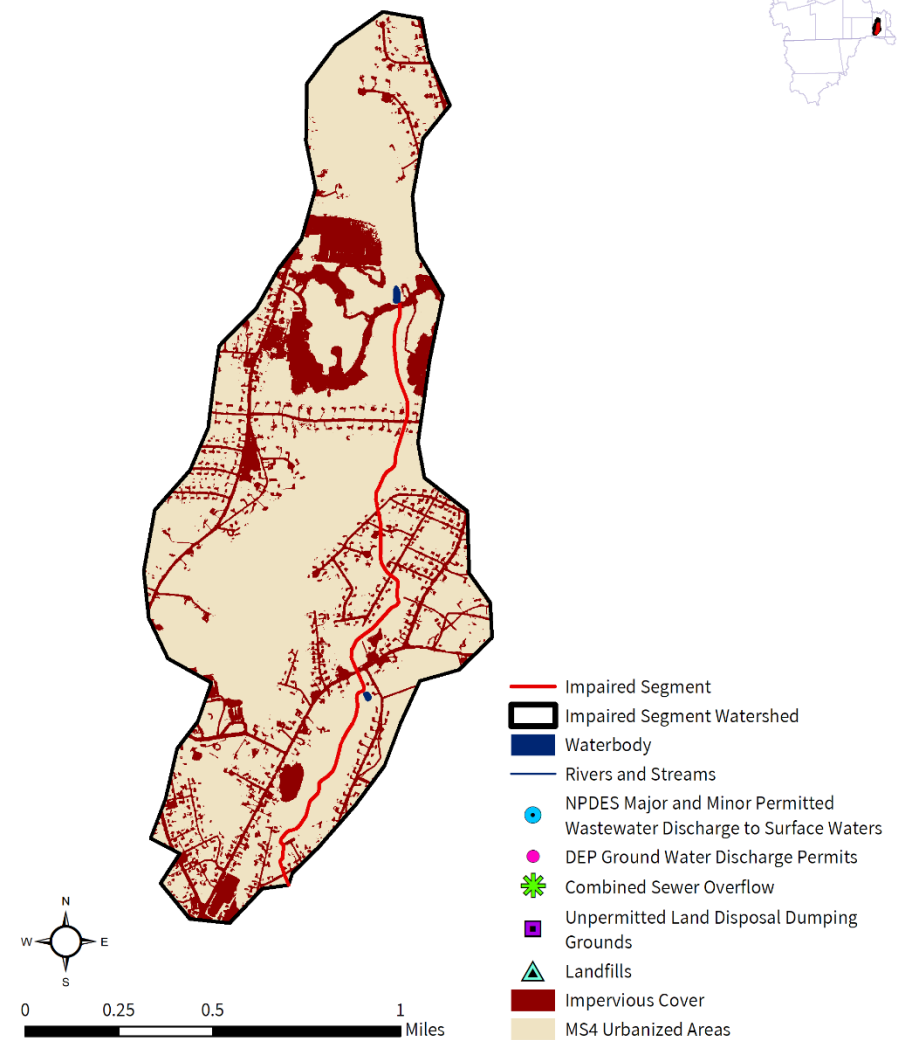 Impaired Segment
Impaired Segment Watershed
Waterbody
Rivers and Streams
NPDES Major and Minor Permitted
Wastewater Discharge to Surface Waters
DEP Ground Water Discharge Permits
Combined Sewer Overflow
Unpermitted Land Disposal Dumping
Grounds
Landfills
Impervious Cover
MS4 Urbanized Areas
N
W E
S
0 0.25 0.5 1
Miles